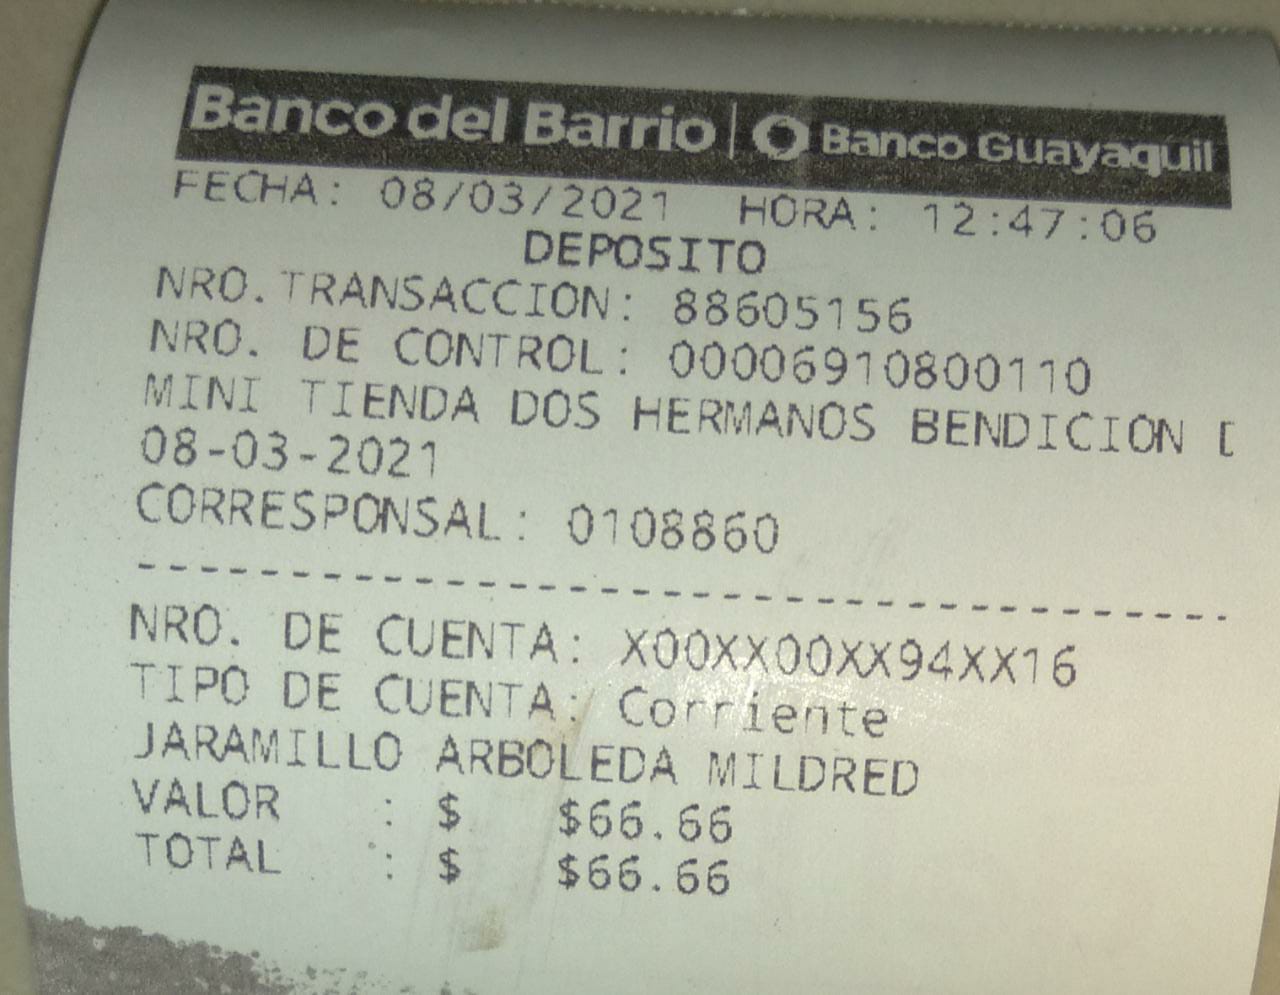 Banco del Barrio | Banco Guayaquil
FECHA: 08/03/2021 HORA: 12:47:06
DEPOSITO
NRO.TRANSACCION: 88605156
NRO. DE CONTROL: 00006910800110
MINI TIENDA DOS HERMANOS BENDICION
08-03-2021
CORRESPONSAL: 0108860
NRO. DE CUENTA: X00XX00XX94XX16
TIPO DE CUENTA: Corriente
JARAMILLO ARBOLEDA MILDRED
VALOR : $ $66.66
TOTAL : $ $66.66